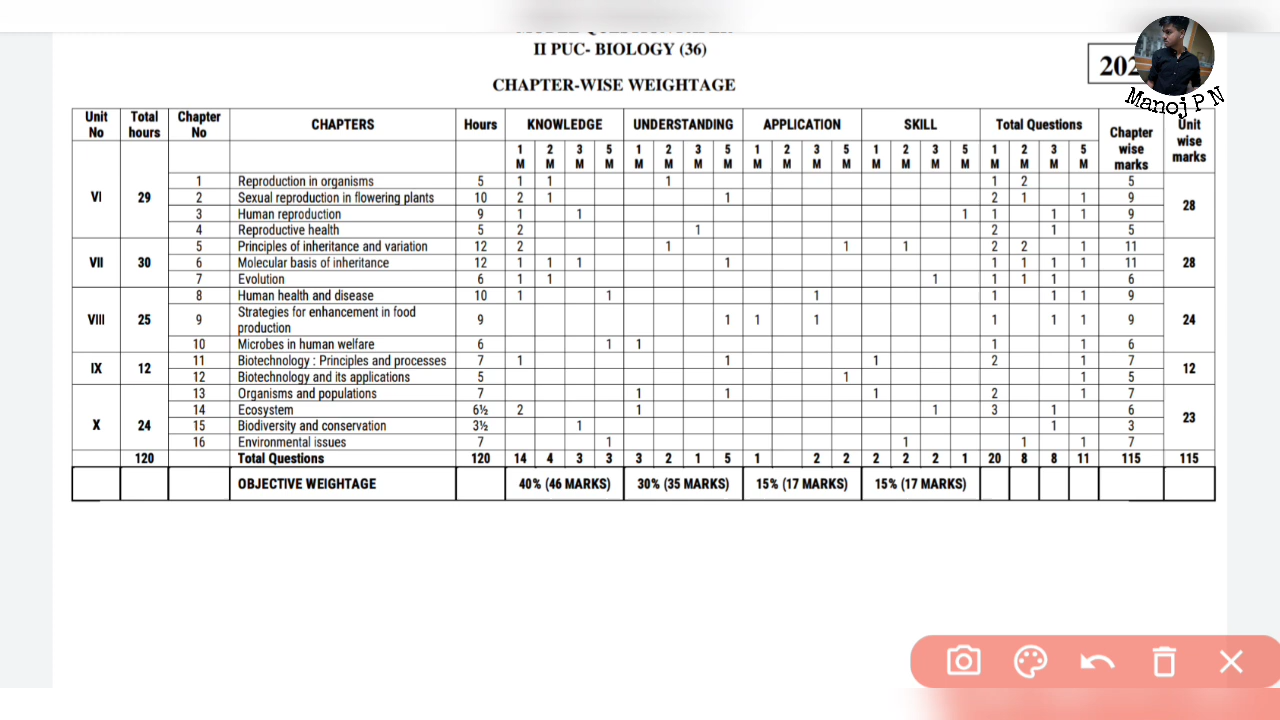 II PUC- BIOLOGY (36)
CHAPTER-WISE WEIGHTAGE
Manoj P N
Unit No Total hours Chapter No CHAPTERS Hours KNOWLEDGE UNDERSTANDING APPLICATION SKILL Total Questions Chapter wise marks Unit wise marks
1 M 2 M 3 M 5 M 1 M 2 M 3 M 5 M 1 M 2 M 3 M 5 M 1 M 2 M 3 M 5 M 1 M 2 M 3 M 5 M
VI 29 28
1 Reproduction in organisms 5 1 1 1 1 2 5
2 Sexual reproduction in flowering plants 10 2 1 1 2 1 1 9
3 Human reproduction 9 1 1 1 1 1 1 9
4 Reproductive health 5 2 1 2 1 5
VII 30 28
5 Principles of inheritance and variation 12 2 1 1 1 2 2 1 11
6 Molecular basis of inheritance 12 1 1 1 1 1 1 1 1 11
7 Evolution 6 1 1 1 1 1 1 6
VIII 25 24
8 Human health and disease 10 1 1 1 1 1 1 9
9 Strategies for enhancement in food
production 9 1 1 1 1 1 1 9
10 Microbes in human welfare 6 1 1 1 1 6
IX 12 12
11 Biotechnology : Principles and processes 7 1 1 1 2 1 7
12 Biotechnology and its applications 5 1 1 5
X 24 23
13 Organisms and populations 7 1 1 1 2 1 7
14 Ecosystem 6½ 2 1 1 3 1 6
15 Biodiversity and conservation 3½ 1 1 3
16 Environmental issues 7 1 1 1 1 7
120 Total Questions 120 14 4 3 3 3 2 1 5 1 2 2 2 2 2 1 20 8 8 11 115 115
OBJECTIVE WEIGHTAGE 40% (46 MARKS) 30% (35 MARKS) 15% (17 MARKS) 15% (17 MARKS)